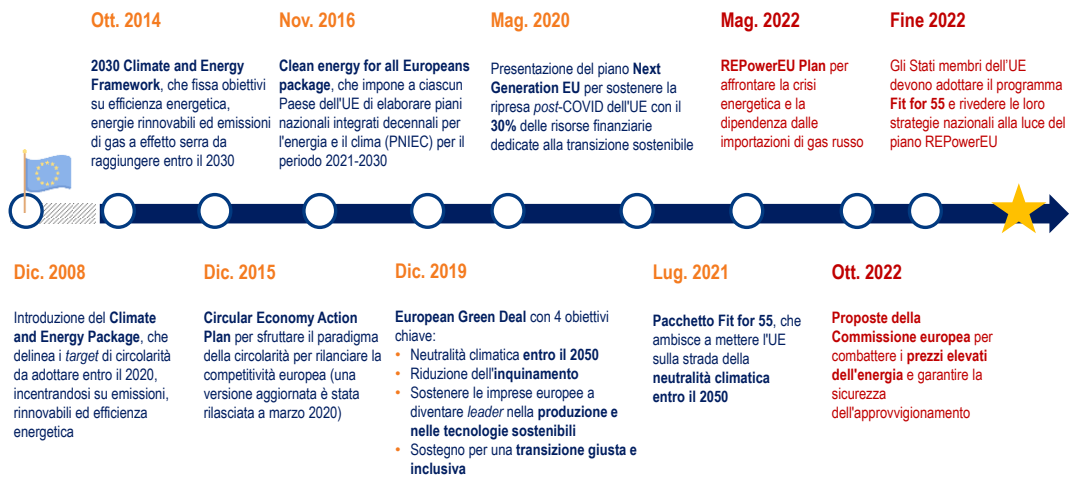 Ott. 2014
2030 Climate and Energy
Framework, che fissa obiettivi
su efficienza energetica,
energie rinnovabili ed emissioni
di gas a effetto serra da
raggiungere entro il 2030
Nov. 2016
Clean energy for all Europeans
package, che impone a ciascun
Paese dell'UE di elaborare piani
nazionali integrati decennali per
l'energia e il clima (PNIEC) per il
periodo 2021-2030
Mag. 2020
Presentazione del piano Next
Generation EU per sostenere la
ripresa post-COVID dell'UE con il
30% delle risorse finanziarie
dedicate alla transizione sostenibile
Mag. 2022
REPowerEU Plan per
affrontare la crisi
energetica e la
dipendenza dalle
importazioni di gas russo
Fine 2022
Gli Stati membri dell'UE
devono adottare il programma
Fit for 55 e rivedere le loro
strategie nazionali alla luce del
piano REPowerEU
Dic. 2008
Introduzione del Climate
and Energy Package, che
delinea i target di circolarità
da adottare entro il 2020,
incentrandosi su emissioni,
rinnovabili ed efficienza
energetica
Dic. 2015
Circular Economy Action
Plan per sfruttare il paradigma
della circolarità per rilanciare la
competitività europea (una
versione aggiornata è stata
rilasciata a marzo 2020)
Dic. 2019
European Green Deal con 4 obiettivi
chiave:
• Neutralità climatica entro il 2050
• Riduzione dell'inquinamento
• Sostenere le imprese europee a
diventare leader nella produzione e
nelle tecnologie sostenibili
• Sostegno per una transizione giusta e
inclusiva
Lug. 2021
Pacchetto Fit for 55, che
ambisce a mettere l'UE
sulla strada della
neutralità climatica
entro il 2050
Ott. 2022
Proposte della
Commissione europea per
combattere i prezzi elevati
dell'energia e garantire la
sicurezza
dell'approvvigionamento